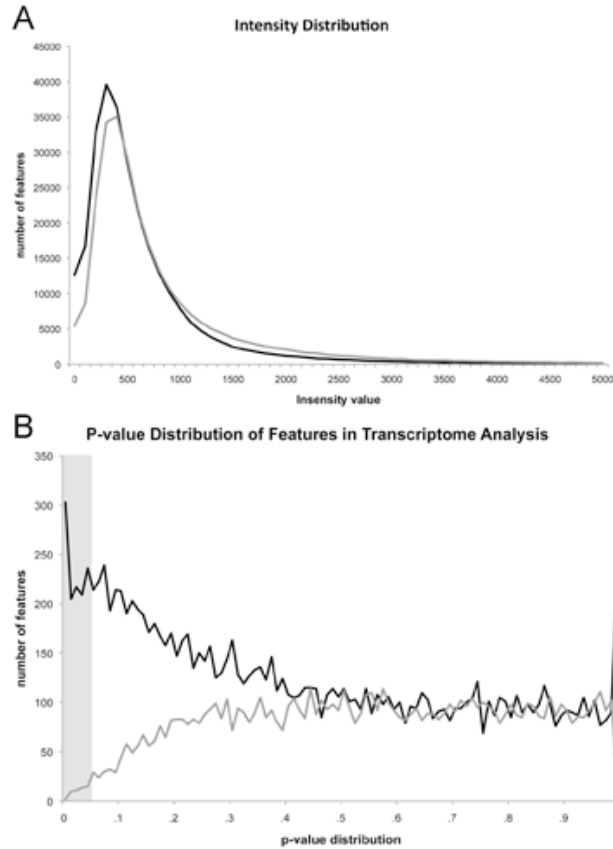 A
Intensity Distribution
45000
40000
35000
30000
25000
20000
15000
10000
5000
0
number of features
0 500 1000 1500 2000 2500 3000 3500 4000 4500 5000
Insensity value
B
P-value Distribution of Features in Transcriptome Analysis
350
300
250
200
150
100
50
0
number of features
0 .1 .2 .3 .4 .5 .6 .7 .8 .9
p-value distribution